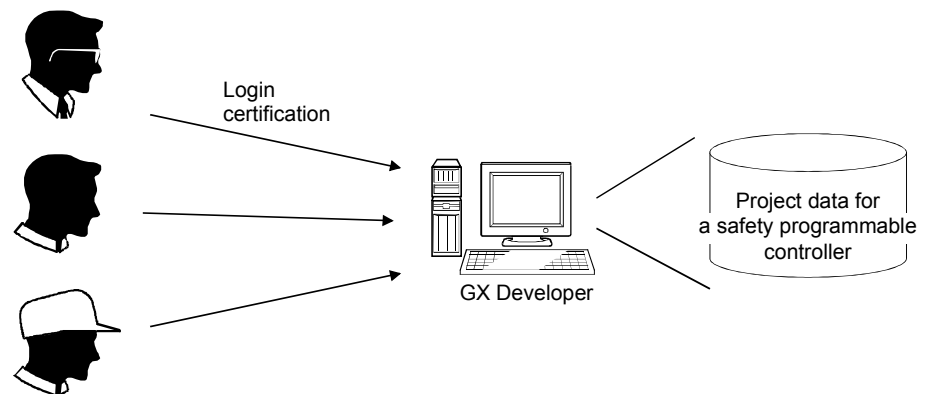 Login
certification
Project data for
a safety programmable
controller
GX Developer